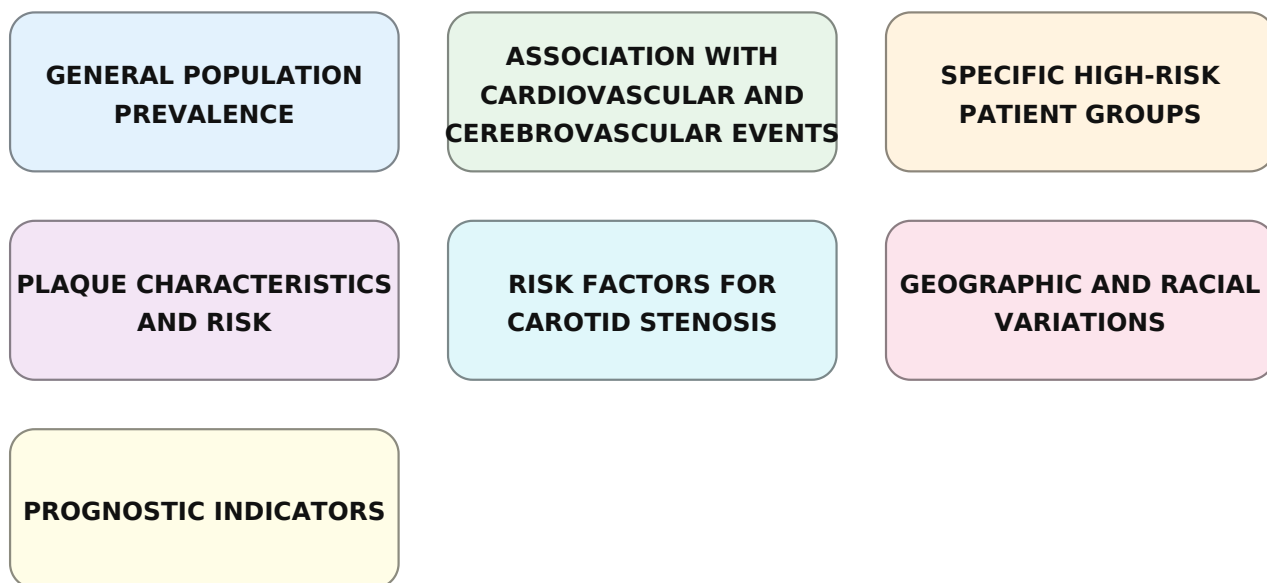 GENERAL POPULATION
PREVALENCE
ASSOCIATION WITH
CARDIOVASCULAR AND
CEREBROVASCULAR EVENTS
SPECIFIC HIGH-RISK
PATIENT GROUPS
PLAQUE CHARACTERISTICS
AND RISK
RISK FACTORS FOR
CAROTID STENOSIS
GEOGRAPHIC AND RACIAL
VARIATIONS
PROGNOSTIC INDICATORS